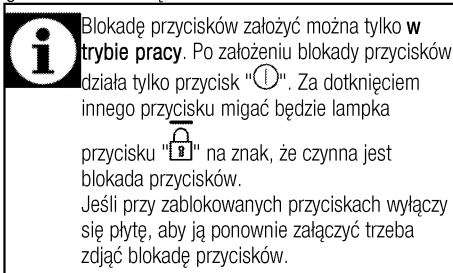 Blokadę przycisków założyć można tylko w
trybie pracy. Po założeniu blokady przycisków
działa tylko przycisk "⏼". Za dotknięciem
innego przycisku migać będzie lampka
przycisku "🔒" na znak, że czynna jest
blokada przycisków.
Jeśli przy zablokowanych przyciskach wyłączy
się płytę, aby ją ponownie załączyć trzeba
zdjąć blokadę przycisków.